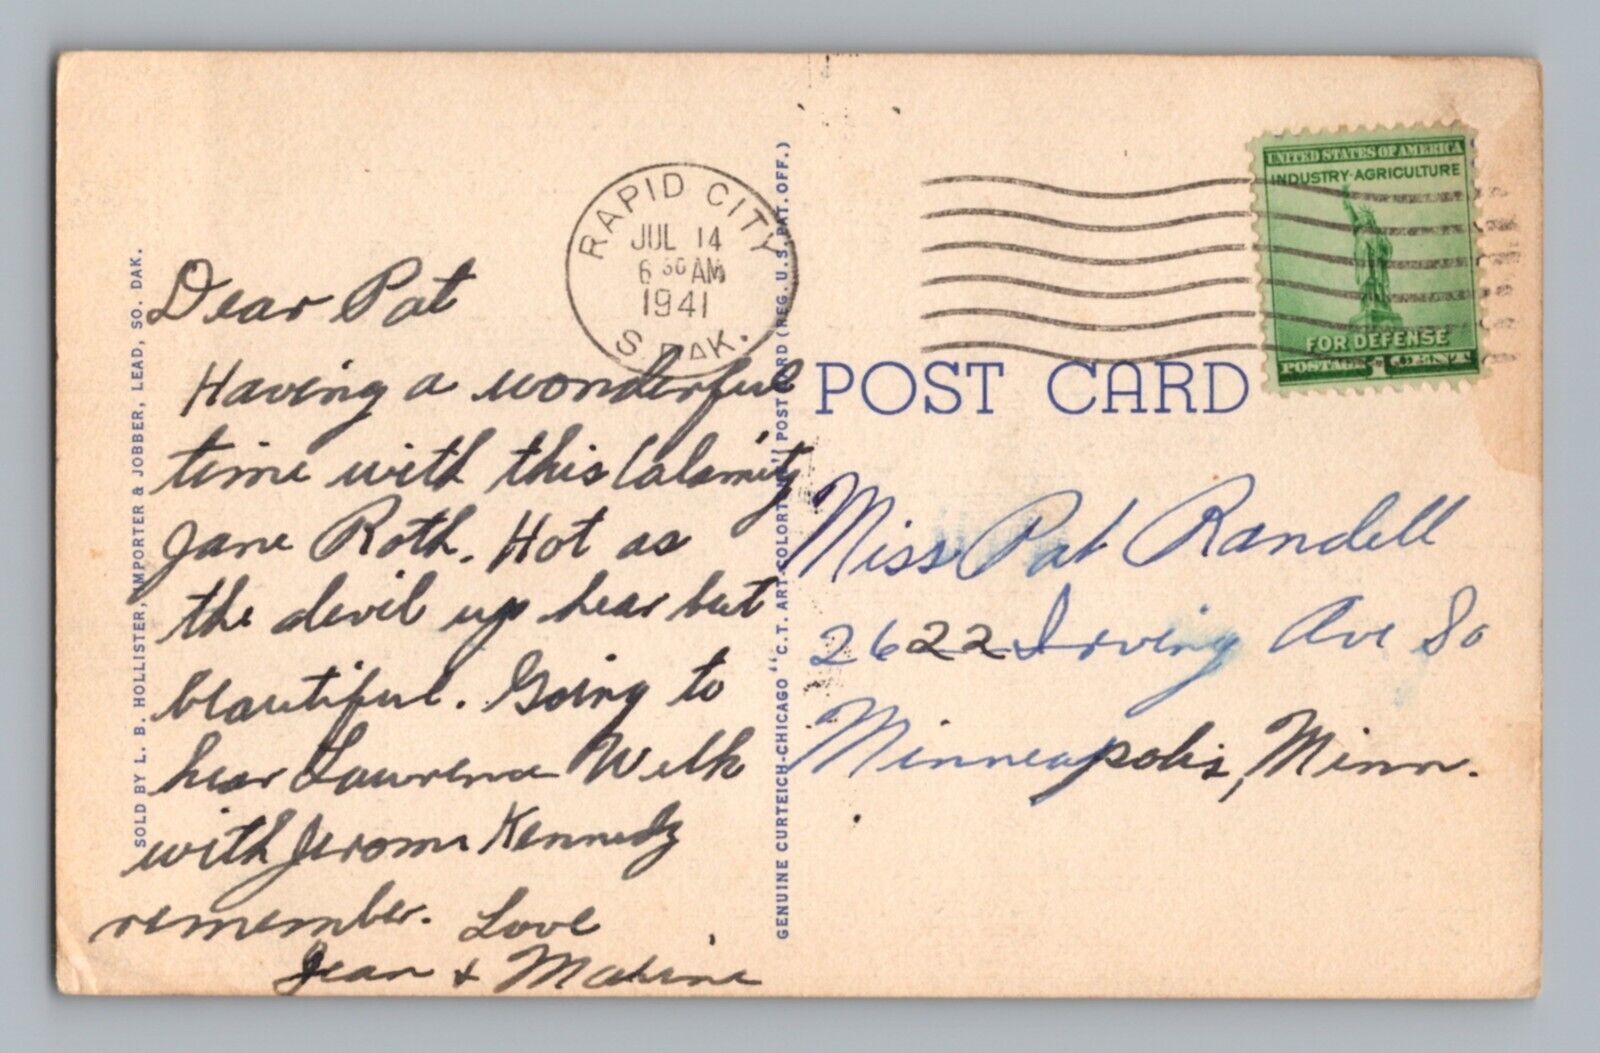 SOLD BY L. B. HOLLISTER, IMPORTER & JOBBER, LEAD, SO. DAK.
Dear Pat
Having a wonderful
time with this Calamity
Jane Roth. Hot as
the devil up hear but
beautiful. Going to
hear Lawrence Welk
with Jerome Kennedy
remember. Love
Jean & Maxine
RAPID CITY
JUL 14
6 30 AM
1941
S. DAK.
GENUINE CURTEICH-CHICAGO "C.T. ART-COLORTONE" POST CARD (REG. U.S. PAT. OFF.)
UNITED STATES OF AMERICA
INDUSTRY-AGRICULTURE
FOR DEFENSE
POSTAGE 1 CENT
POST CARD
Miss Pat Randell
2622 Irving Ave So
Minneapolis, Minn.